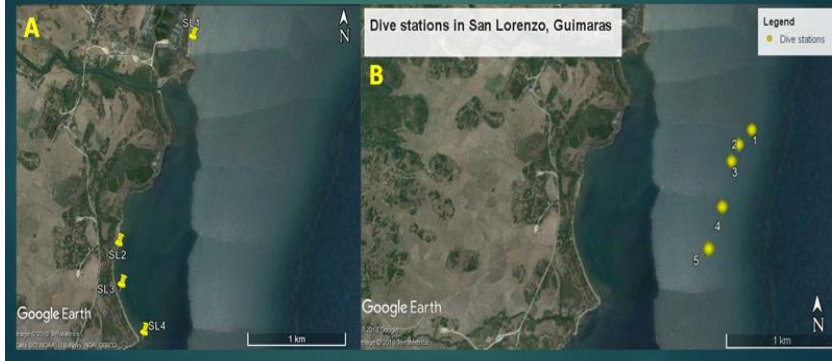 A
SL1
N
SL2
SL3
SL4
Google Earth
1 km
Dive stations in San Lorenzo, Guimaras
Legend
Dive stations
B
1
2
3
4
5
N
Google Earth
1 km